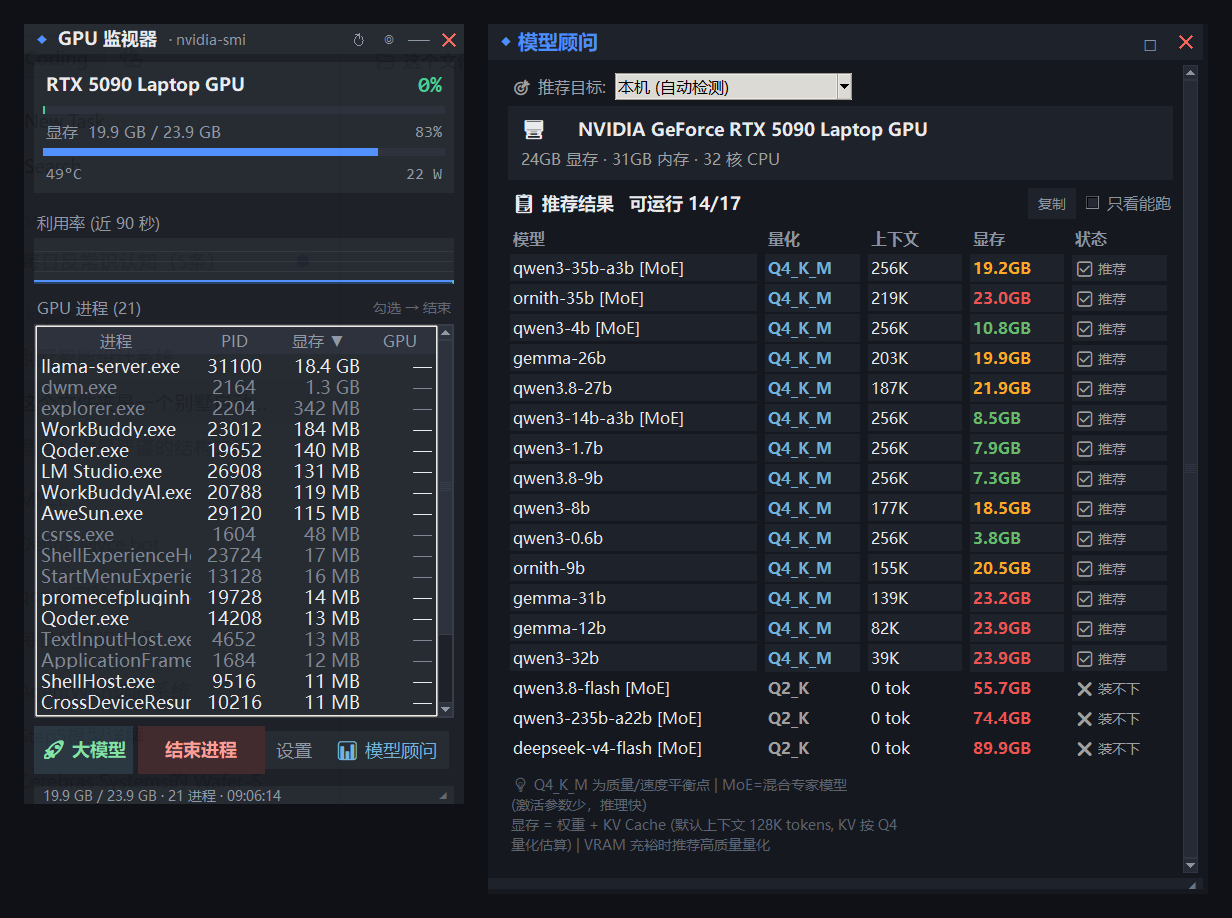 GPU 监视器 · nvidia-smi
RTX 5090 Laptop GPU 0%
显存 19.9 GB / 23.9 GB 83%
49°C 22 W
利用率 (近 90 秒)
GPU 进程 (21) 勾选 → 结束
进程 PID 显存 ▼ GPU
llama-server.exe 31100 18.4 GB —
dwm.exe 2164 1.3 GB —
explorer.exe 2204 342 MB —
WorkBuddy.exe 23012 184 MB —
Qoder.exe 19652 140 MB —
LM Studio.exe 26908 131 MB —
WorkBuddyAI.exe 20788 119 MB —
AweSun.exe 29120 115 MB —
csrss.exe 1604 48 MB —
ShellExperienceH 23724 17 MB —
StartMenuExperie 13128 16 MB —
promecefpluginh 19728 14 MB —
Qoder.exe 14208 13 MB —
TextInputHost.exe 4652 13 MB —
ApplicationFrame 1684 12 MB —
ShellHost.exe 9516 11 MB —
CrossDeviceResur 10216 11 MB —
大模型 结束进程 设置 模型顾问
19.9 GB / 23.9 GB · 21 进程 · 09:06:14
模型顾问
推荐目标: 本机 (自动检测)
NVIDIA GeForce RTX 5090 Laptop GPU
24GB 显存 · 31GB 内存 · 32 核 CPU
推荐结果 可运行 14/17 复制 只看能跑
模型 量化 上下文 显存 状态
qwen3-35b-a3b [MoE] Q4_K_M 256K 19.2GB 推荐
ornith-35b [MoE] Q4_K_M 219K 23.0GB 推荐
qwen3-4b [MoE] Q4_K_M 256K 10.8GB 推荐
gemma-26b Q4_K_M 203K 19.9GB 推荐
qwen3.8-27b Q4_K_M 187K 21.9GB 推荐
qwen3-14b-a3b [MoE] Q4_K_M 256K 8.5GB 推荐
qwen3-1.7b Q4_K_M 256K 7.9GB 推荐
qwen3.8-9b Q4_K_M 256K 7.3GB 推荐
qwen3-8b Q4_K_M 177K 18.5GB 推荐
qwen3-0.6b Q4_K_M 256K 3.8GB 推荐
ornith-9b Q4_K_M 155K 20.5GB 推荐
gemma-31b Q4_K_M 139K 23.2GB 推荐
gemma-12b Q4_K_M 82K 23.9GB 推荐
qwen3-32b Q4_K_M 39K 23.9GB 推荐
qwen3.8-flash [MoE] Q2_K 0 tok 55.7GB 装不下
qwen3-235b-a22b [MoE] Q2_K 0 tok 74.4GB 装不下
deepseek-v4-flash [MoE] Q2_K 0 tok 89.9GB 装不下
Q4_K_M 为质量/速度平衡点 | MoE=混合专家模型
(激活参数少，推理快)
显存 = 权重 + KV Cache (默认上下文 128K tokens, KV 按 Q4
量化估算) | VRAM 充裕时推荐高质量量化